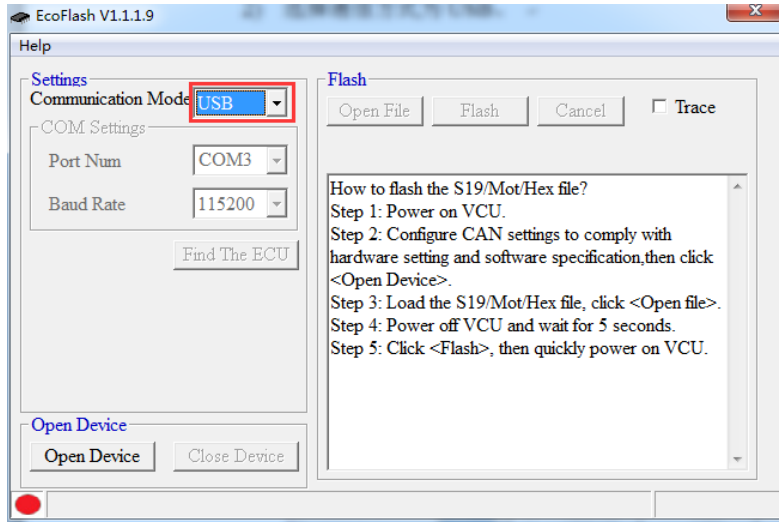 EcoFlash V1.1.1.9
Help
Settings
Communication Mode USB
COM Settings
Port Num COM3
Baud Rate 115200
Find The ECU
Open Device
Open Device Close Device
Flash
Open File Flash Cancel Trace
How to flash the S19/Mot/Hex file?
Step 1: Power on VCU.
Step 2: Configure CAN settings to comply with
hardware setting and software specification,then click
<Open Device>.
Step 3: Load the S19/Mot/Hex file, click <Open file>.
Step 4: Power off VCU and wait for 5 seconds.
Step 5: Click <Flash>, then quickly power on VCU.